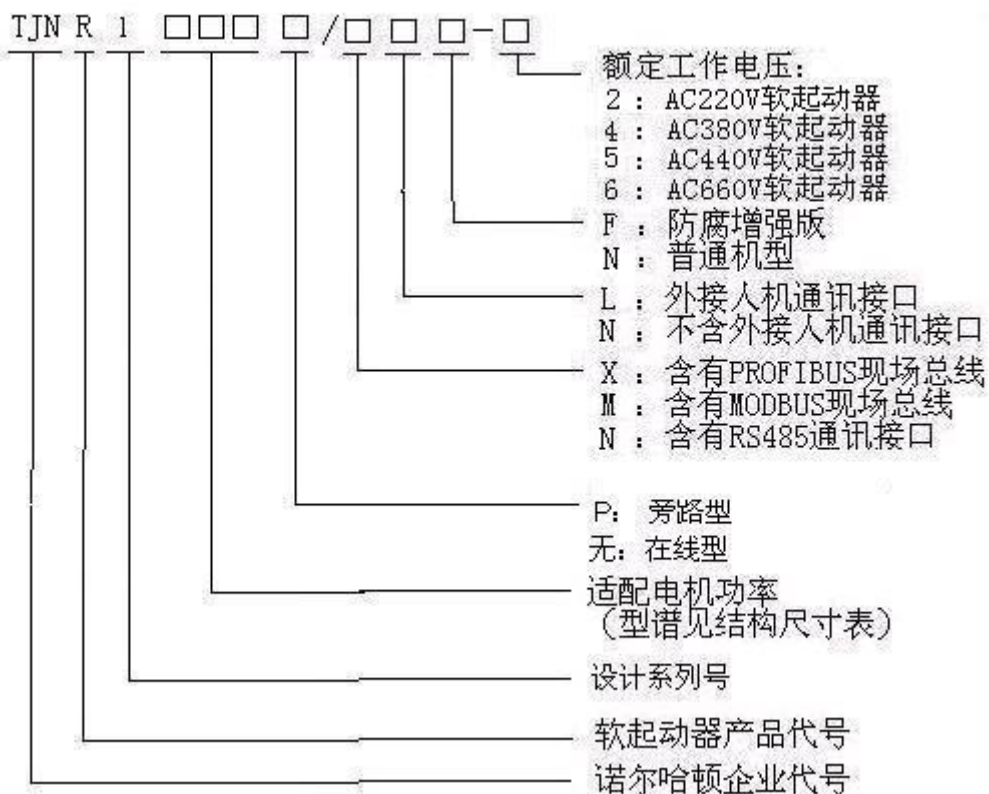 TJN R 1 □□□ □/□ □ □-□
额定工作电压:
2: AC220V软起动器
4: AC380V软起动器
5: AC440V软起动器
6: AC660V软起动器
F: 防腐增强版
N: 普通机型
L: 外接人机通讯接口
N: 不含外接人机通讯接口
X: 含有PROFIBUS现场总线
M: 含有MODBUS现场总线
N: 含有RS485通讯接口
P: 旁路型
无: 在线型
适配电机功率
(型谱见结构尺寸表)
设计系列号
软起动器产品代号
诺尔哈顿企业代号